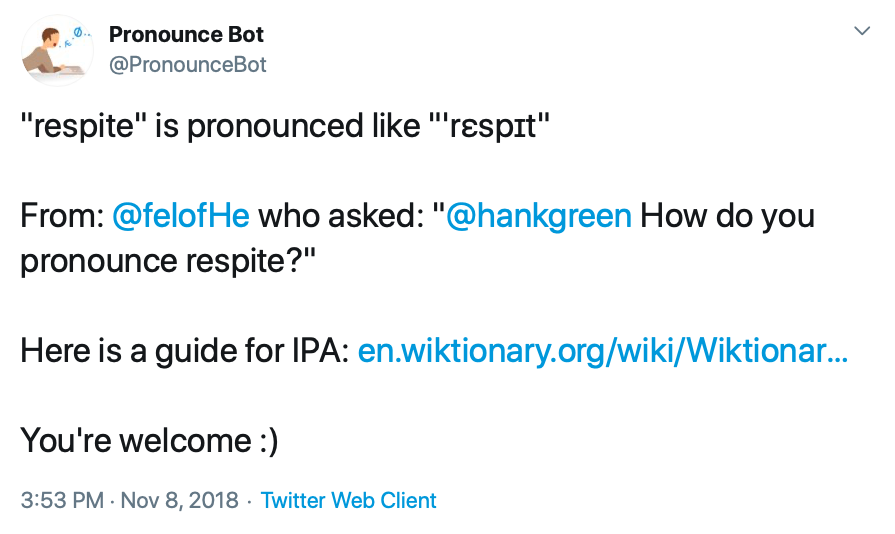 Pronounce Bot
@PronounceBot
"respite" is pronounced like "'rɛspɪt"
From: @felofHe who asked: "@hankgreen How do you
pronounce respite?"
Here is a guide for IPA: en.wiktionary.org/wiki/Wiktionar...
You're welcome :)
3:53 PM · Nov 8, 2018 · Twitter Web Client